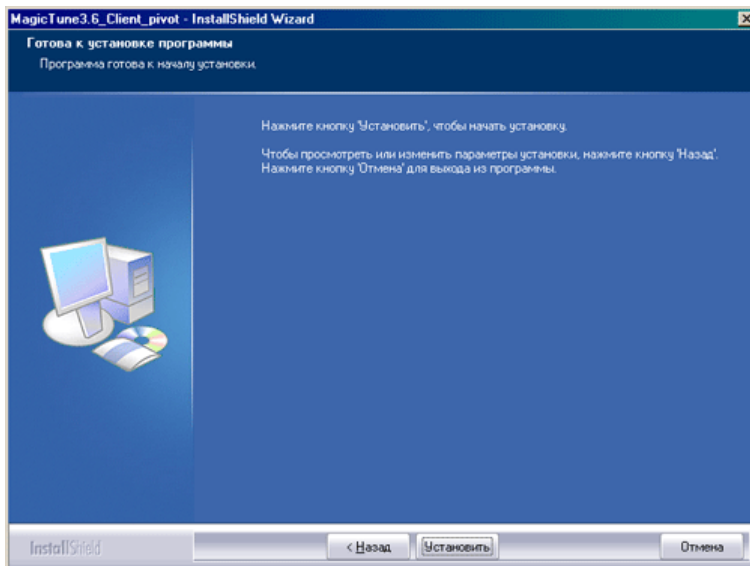 MagicTune3.6_Client_pivot - InstallShield Wizard
Готова к установке программы
Программа готова к началу установки.
Нажмите кнопку 'Установить', чтобы начать установку.
Чтобы просмотреть или изменить параметры установки, нажмите кнопку 'Назад'.
Нажмите кнопку 'Отмена' для выхода из программы.
InstallShield
< Назад
Установить
Отмена